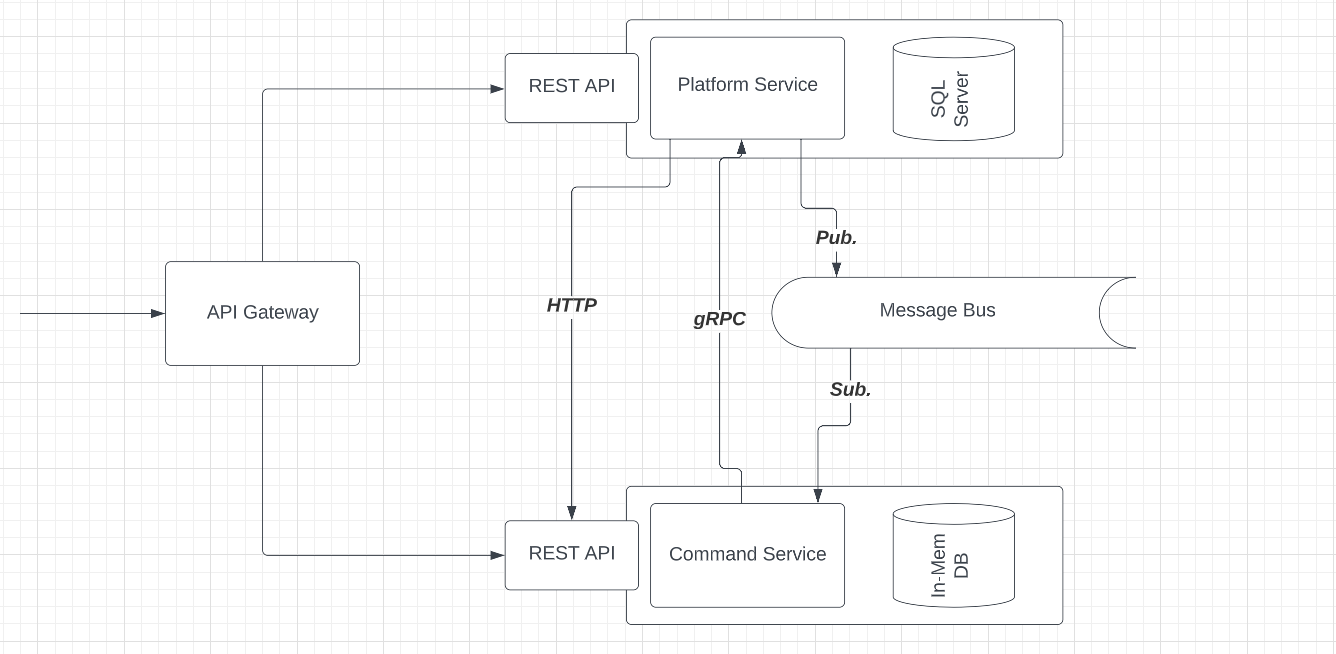 REST API
Platform Service
SQL
Server
Pub.
API Gateway
HTTP
gRPC
Message Bus
Sub.
REST API
Command Service
In-Mem
DB